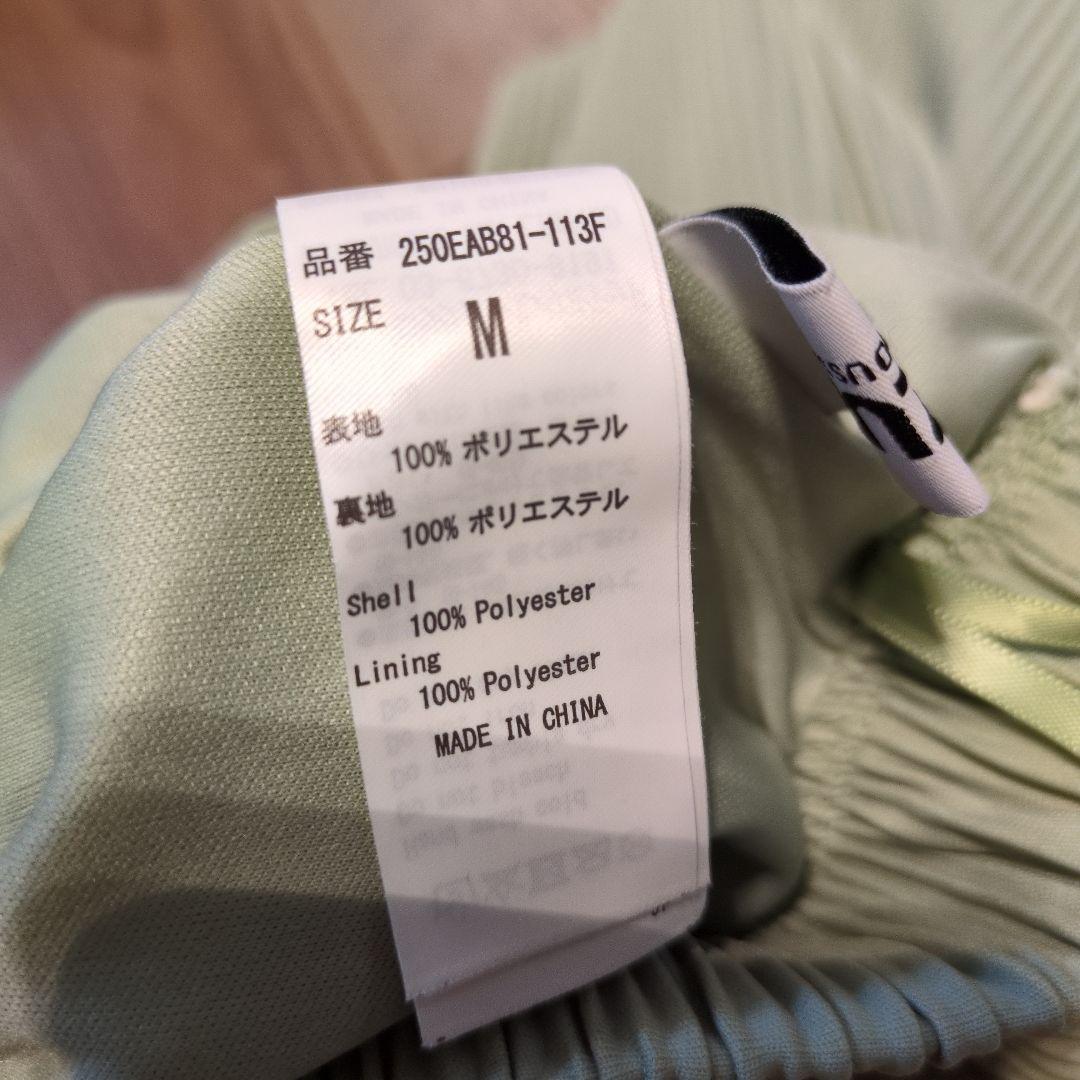 品番 250EAB81-113F
SIZE M
表地
100% ポリエステル
裏地
100% ポリエステル
Shell
100% Polyester
Lining
100% Polyester
MADE IN CHINA